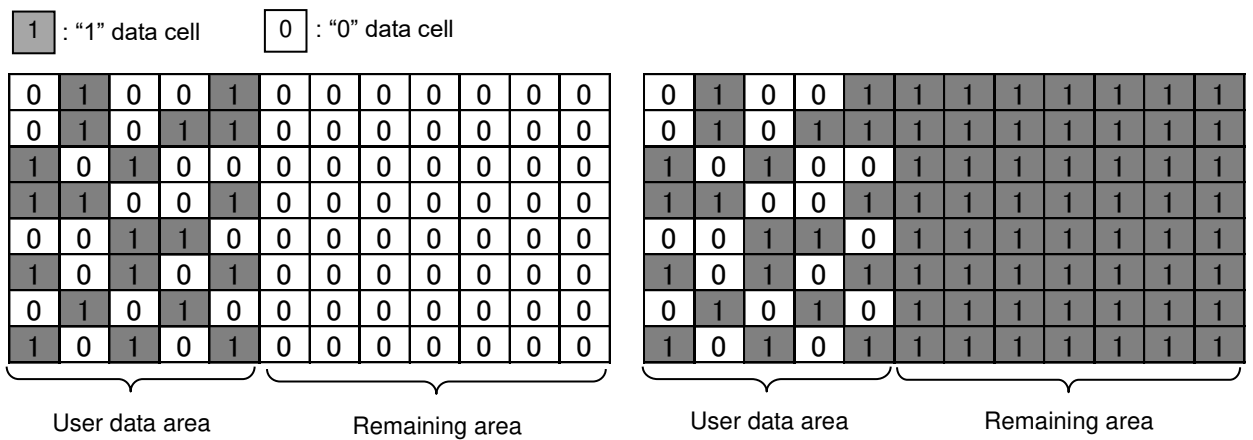 1 : “1” data cell 0 : “0” data cell
0 1 0 0 1 0 0 0 0 0 0 0 0 1 0 0 1 1 1 1 1 1 1 1
0 1 0 1 1 0 0 0 0 0 0 0 0 1 0 1 1 1 1 1 1 1 1 1
1 0 1 0 0 0 0 0 0 0 0 0 1 0 1 0 0 1 1 1 1 1 1 1
1 1 0 0 1 0 0 0 0 0 0 0 1 1 0 0 1 1 1 1 1 1 1 1
0 0 1 1 0 0 0 0 0 0 0 0 0 0 1 1 0 1 1 1 1 1 1 1
1 0 1 0 1 0 0 0 0 0 0 0 1 0 1 0 1 1 1 1 1 1 1 1
0 1 0 1 0 0 0 0 0 0 0 0 0 1 0 1 0 1 1 1 1 1 1 1
1 0 1 0 1 0 0 0 0 0 0 0 1 0 1 0 1 1 1 1 1 1 1 1
User data area Remaining area User data area Remaining area